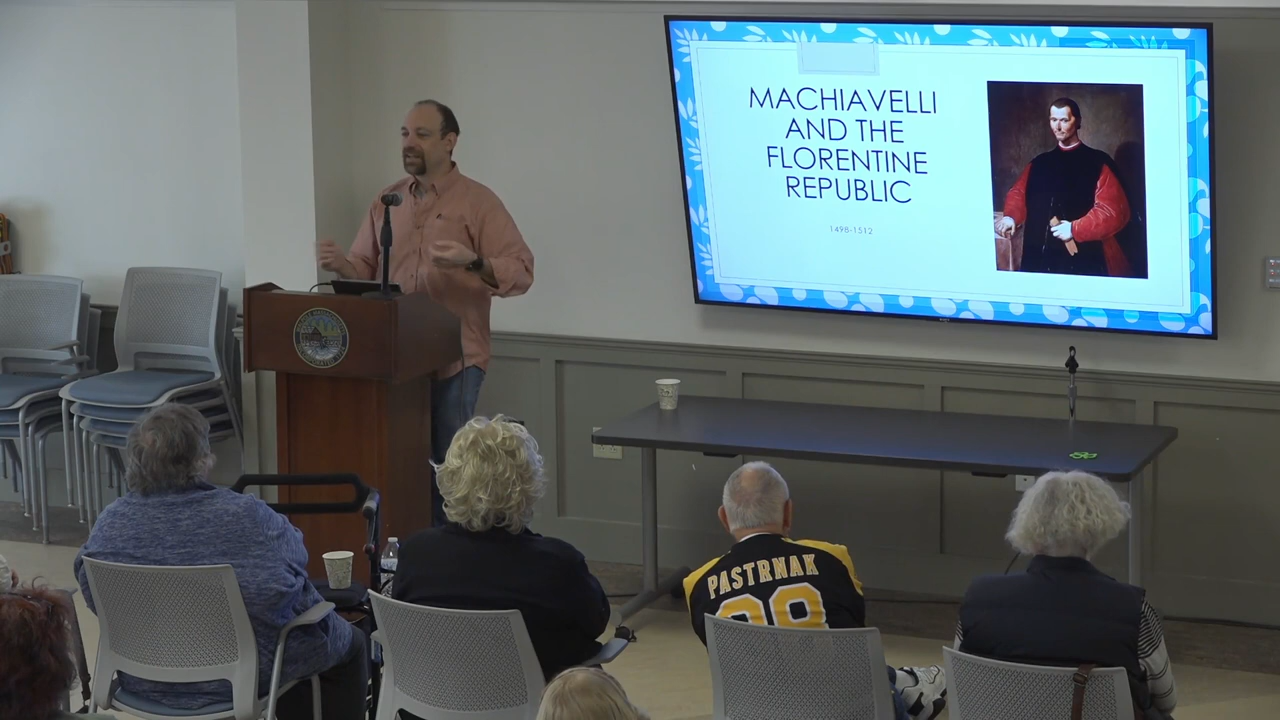 MACHIAVELLI
AND THE
FLORENTINE
REPUBLIC
1498-1512
PASTRNAK